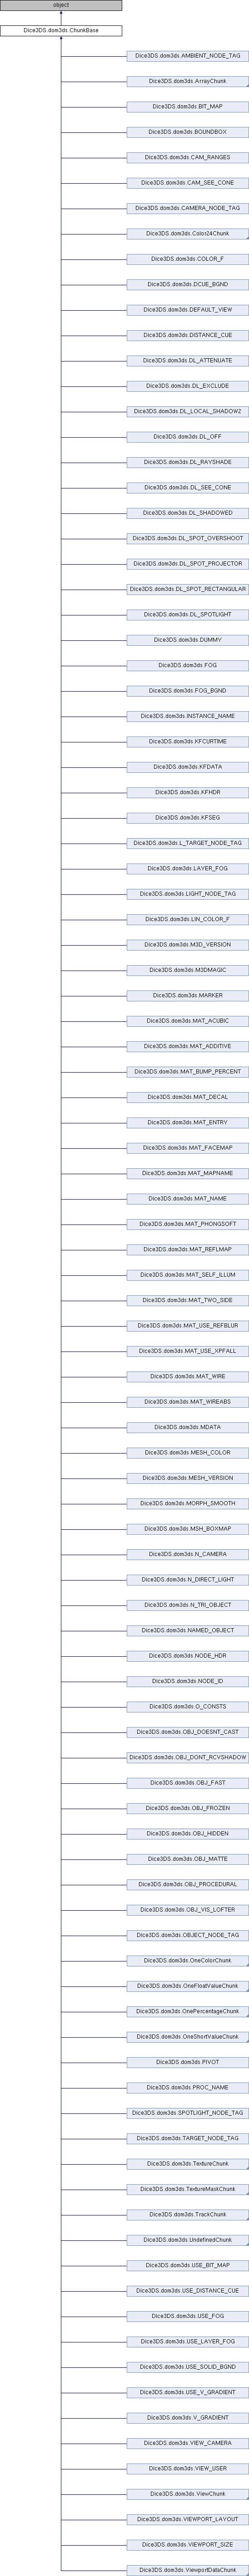 object
Dice3DS.dom3ds.ChunkBase
Dice3DS.dom3ds.AMBIENT_NODE_TAG
Dice3DS.dom3ds.ArrayChunk
Dice3DS.dom3ds.BIT_MAP
Dice3DS.dom3ds.BOUNDBOX
Dice3DS.dom3ds.CAM_RANGES
Dice3DS.dom3ds.CAM_SEE_CONE
Dice3DS.dom3ds.CAMERA_NODE_TAG
Dice3DS.dom3ds.Color24Chunk
Dice3DS.dom3ds.COLOR_F
Dice3DS.dom3ds.DCUE_BGND
Dice3DS.dom3ds.DEFAULT_VIEW
Dice3DS.dom3ds.DISTANCE_CUE
Dice3DS.dom3ds.DL_ATTENUATE
Dice3DS.dom3ds.DL_EXCLUDE
Dice3DS.dom3ds.DL_LOCAL_SHADOW2
Dice3DS.dom3ds.DL_OFF
Dice3DS.dom3ds.DL_RAYSHADE
Dice3DS.dom3ds.DL_SEE_CONE
Dice3DS.dom3ds.DL_SHADOWED
Dice3DS.dom3ds.DL_SPOT_OVERSHOOT
Dice3DS.dom3ds.DL_SPOT_PROJECTOR
Dice3DS.dom3ds.DL_SPOT_RECTANGULAR
Dice3DS.dom3ds.DL_SPOTLIGHT
Dice3DS.dom3ds.DUMMY
Dice3DS.dom3ds.FOG
Dice3DS.dom3ds.FOG_BGND
Dice3DS.dom3ds.INSTANCE_NAME
Dice3DS.dom3ds.KFCURTIME
Dice3DS.dom3ds.KFDATA
Dice3DS.dom3ds.KFHDR
Dice3DS.dom3ds.KFSEG
Dice3DS.dom3ds.L_TARGET_NODE_TAG
Dice3DS.dom3ds.LAYER_FOG
Dice3DS.dom3ds.LIGHT_NODE_TAG
Dice3DS.dom3ds.LIN_COLOR_F
Dice3DS.dom3ds.M3D_VERSION
Dice3DS.dom3ds.M3DMAGIC
Dice3DS.dom3ds.MARKER
Dice3DS.dom3ds.MAT_ACUBIC
Dice3DS.dom3ds.MAT_ADDITIVE
Dice3DS.dom3ds.MAT_BUMP_PERCENT
Dice3DS.dom3ds.MAT_DECAL
Dice3DS.dom3ds.MAT_ENTRY
Dice3DS.dom3ds.MAT_FACEMAP
Dice3DS.dom3ds.MAT_MAPNAME
Dice3DS.dom3ds.MAT_NAME
Dice3DS.dom3ds.MAT_PHONGSOFT
Dice3DS.dom3ds.MAT_REFLMAP
Dice3DS.dom3ds.MAT_SELF_ILLUM
Dice3DS.dom3ds.MAT_TWO_SIDE
Dice3DS.dom3ds.MAT_USE_REFBLUR
Dice3DS.dom3ds.MAT_USE_XPFALL
Dice3DS.dom3ds.MAT_WIRE
Dice3DS.dom3ds.MAT_WIREABS
Dice3DS.dom3ds.MDATA
Dice3DS.dom3ds.MESH_COLOR
Dice3DS.dom3ds.MESH_VERSION
Dice3DS.dom3ds.MORPH_SMOOTH
Dice3DS.dom3ds.MSH_BOXMAP
Dice3DS.dom3ds.N_CAMERA
Dice3DS.dom3ds.N_DIRECT_LIGHT
Dice3DS.dom3ds.N_TRI_OBJECT
Dice3DS.dom3ds.NAMED_OBJECT
Dice3DS.dom3ds.NODE_HDR
Dice3DS.dom3ds.NODE_ID
Dice3DS.dom3ds.O_CONSTS
Dice3DS.dom3ds.OBJ_DOESNT_CAST
Dice3DS.dom3ds.OBJ_DONT_RCVSHADOW
Dice3DS.dom3ds.OBJ_FAST
Dice3DS.dom3ds.OBJ_FROZEN
Dice3DS.dom3ds.OBJ_HIDDEN
Dice3DS.dom3ds.OBJ_MATTE
Dice3DS.dom3ds.OBJ_PROCEDURAL
Dice3DS.dom3ds.OBJ_VIS_LOFTER
Dice3DS.dom3ds.OBJECT_NODE_TAG
Dice3DS.dom3ds.OneColorChunk
Dice3DS.dom3ds.OneFloatValueChunk
Dice3DS.dom3ds.OnePercentageChunk
Dice3DS.dom3ds.OneShortValueChunk
Dice3DS.dom3ds.PIVOT
Dice3DS.dom3ds.PROC_NAME
Dice3DS.dom3ds.SPOTLIGHT_NODE_TAG
Dice3DS.dom3ds.TARGET_NODE_TAG
Dice3DS.dom3ds.TextureChunk
Dice3DS.dom3ds.TextureMaskChunk
Dice3DS.dom3ds.TrackChunk
Dice3DS.dom3ds.UndefinedChunk
Dice3DS.dom3ds.USE_BIT_MAP
Dice3DS.dom3ds.USE_DISTANCE_CUE
Dice3DS.dom3ds.USE_FOG
Dice3DS.dom3ds.USE_LAYER_FOG
Dice3DS.dom3ds.USE_SOLID_BGND
Dice3DS.dom3ds.USE_V_GRADIENT
Dice3DS.dom3ds.V_GRADIENT
Dice3DS.dom3ds.VIEW_CAMERA
Dice3DS.dom3ds.VIEW_USER
Dice3DS.dom3ds.ViewChunk
Dice3DS.dom3ds.VIEWPORT_LAYOUT
Dice3DS.dom3ds.VIEWPORT_SIZE
Dice3DS.dom3ds.ViewportDataChunk